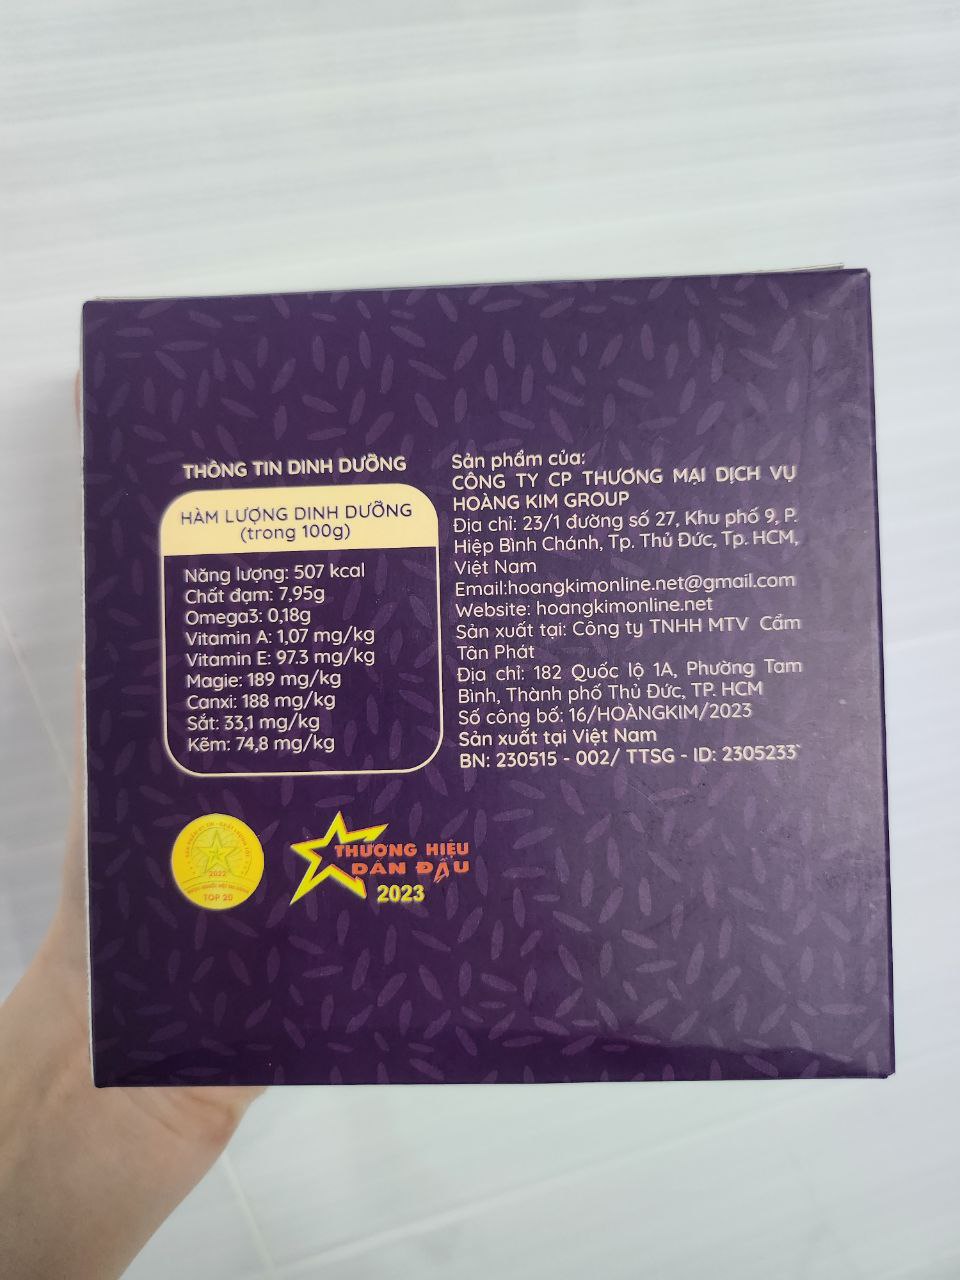 THÔNG TIN DINH DƯỠNG
HÀM LƯỢNG DINH DƯỠNG
(trong 100g)
Năng lượng: 507 kcal
Chất đạm: 7,95g
Omega3: 0,18g
Vitamin A: 1,07 mg/kg
Vitamin E: 97.3 mg/kg
Magie: 189 mg/kg
Canxi: 188 mg/kg
Sắt: 33,1 mg/kg
Kẽm: 74,8 mg/kg
Sản phẩm của:
CÔNG TY CP THƯƠNG MẠI DỊCH VỤ
HOÀNG KIM GROUP
Địa chỉ: 23/1 đường số 27, Khu phố 9, P.
Hiệp Bình Chánh, Tp. Thủ Đức, Tp. HCM,
Việt Nam
Email:hoangkimonline.net@gmail.com
Website: hoangkimonline.net
Sản xuất tại: Công ty TNHH MTV Cẩm
Tân Phát
Địa chỉ: 182 Quốc lộ 1A, Phường Tam
Bình, Thành phố Thủ Đức, TP. HCM
Số công bố: 16/HOÀNGKIM/2023
Sản xuất tại Việt Nam
BN: 230515 - 002/ TTSG - ID: 2305233
2022
TOP 20
THƯƠNG HIỆU
DẪN ĐẦU
2023